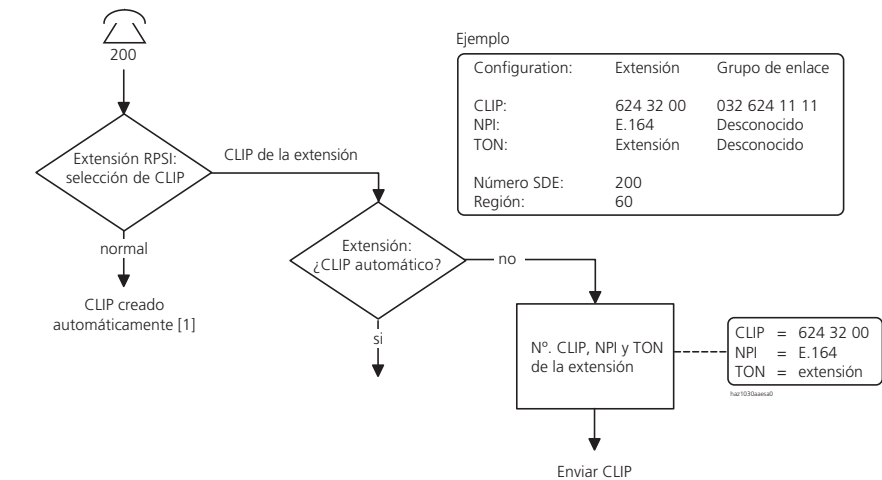 200
Ejemplo
Configuration: Extensión Grupo de enlace
CLIP: 624 32 00 032 624 11 11
NPI: E.164 Desconocido
TON: Extensión Desconocido
Número SDE: 200
Región: 60
Extensión RPSI:
selección de CLIP
CLIP de la extensión
normal
CLIP creado
automáticamente [1]
Extensión:
¿CLIP automático?
no
si
Nº. CLIP, NPI y TON
de la extensión
CLIP = 624 32 00
NPI = E.164
TON = extensión
haz1030aaesa0
Enviar CLIP